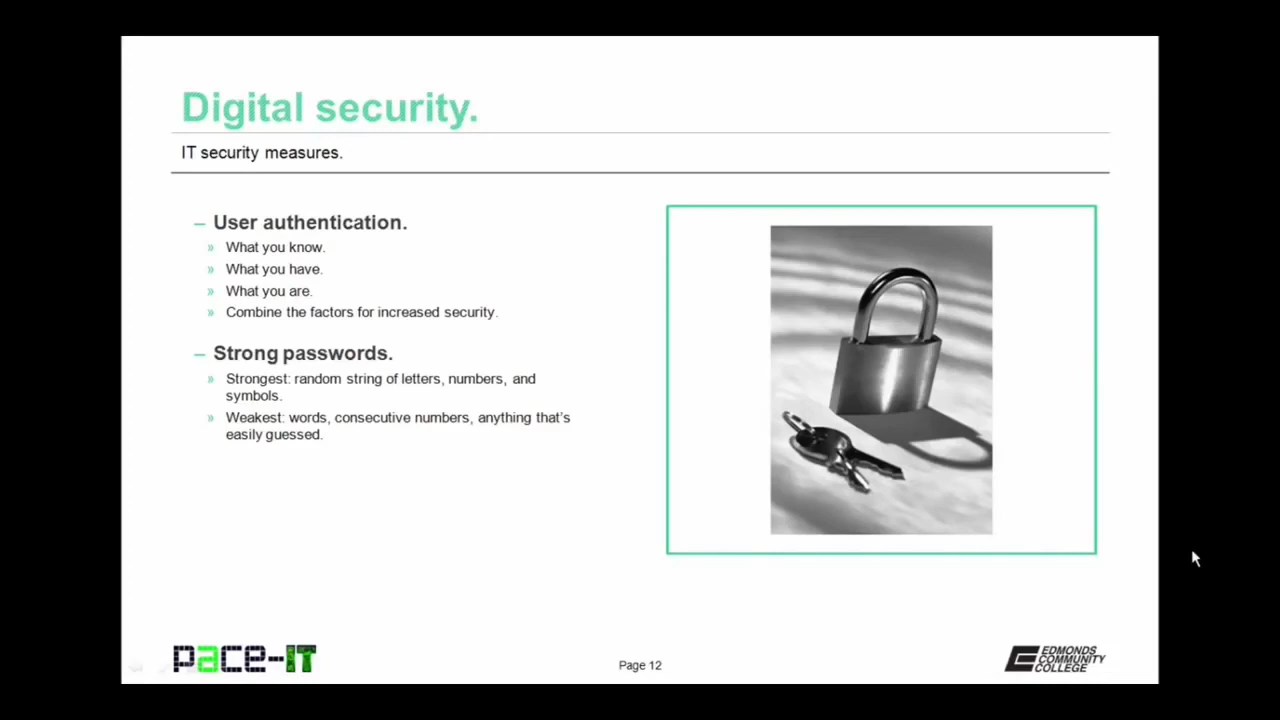 Digital security.
IT security measures.
– User authentication.
» What you know.
» What you have.
» What you are.
» Combine the factors for increased security.
– Strong passwords.
» Strongest: random string of letters, numbers, and
symbols.
» Weakest: words, consecutive numbers, anything that's
easily guessed.
pace-IT
Page 12
EDMONDS
COMMUNITY
COLLEGE